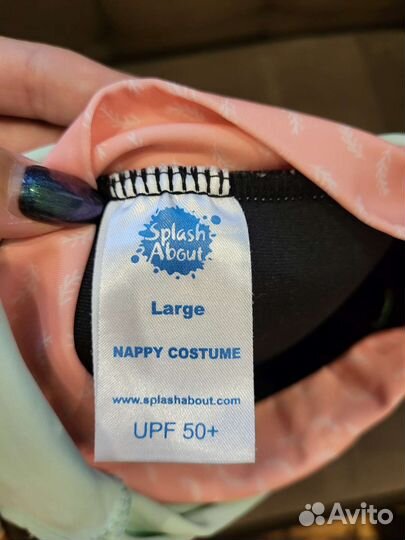 Splash
About
Large
NAPPY COSTUME
www.splashabout.com
UPF 50+
Avito